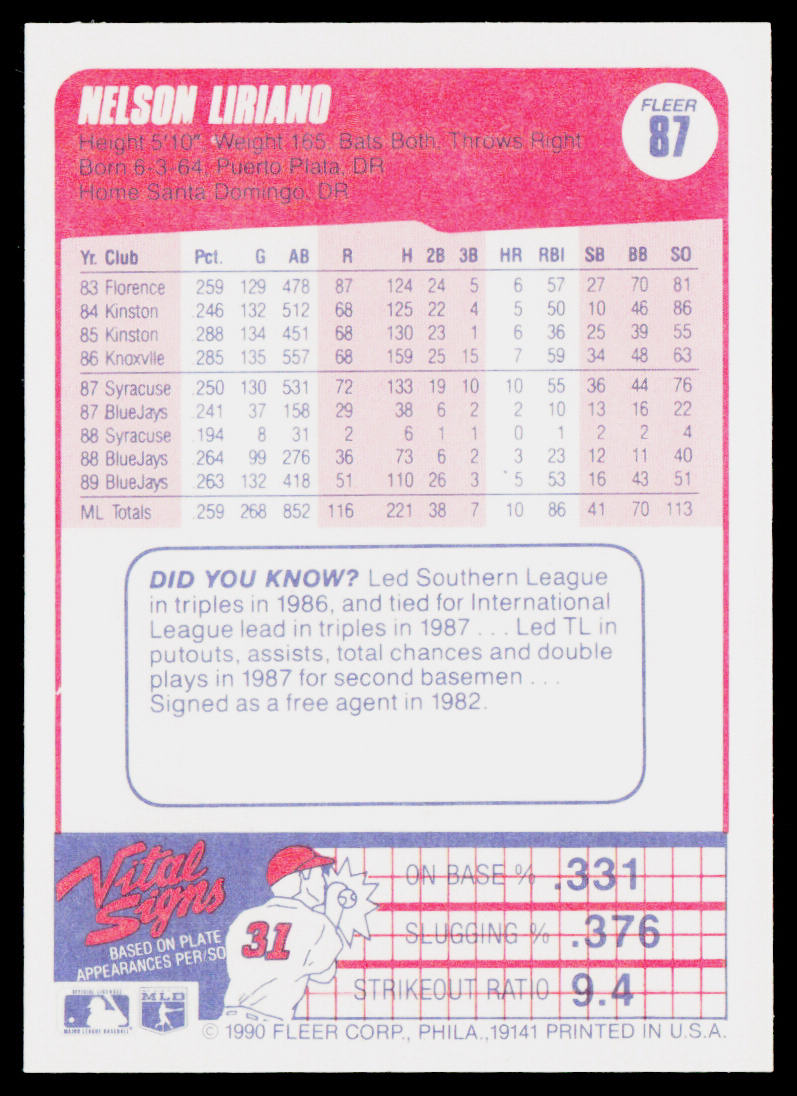 NELSON LIRIANO
FLEER
87
Height 5'10" Weight 165, Bats Both, Throws Right
Born 6-3-64, Puerto Plata, DR
Home Santa Domingo, DR
Yr. Club Pct. G AB R H 2B 3B HR RBI SB BB SO
83 Florence .259 129 478 87 124 24 5 6 57 27 70 81
84 Kinston .246 132 512 68 125 22 4 5 50 10 46 86
85 Kinston .288 134 451 68 130 23 1 6 36 25 39 55
86 Knoxvlle .285 135 557 68 159 25 15 7 59 34 48 63
87 Syracuse .250 130 531 72 133 19 10 10 55 36 44 76
87 BlueJays .241 37 158 29 38 6 2 2 10 13 16 22
88 Syracuse .194 8 31 2 6 1 1 0 1 2 2 4
88 BlueJays .264 99 276 36 73 6 2 3 23 12 11 40
89 BlueJays .263 132 418 51 110 26 3 5 53 16 43 51
ML Totals .259 268 852 116 221 38 7 10 86 41 70 113
DID YOU KNOW? Led Southern League
in triples in 1986, and tied for International
League lead in triples in 1987 . . . Led TL in
putouts, assists, total chances and double
plays in 1987 for second basemen . . .
Signed as a free agent in 1982.
Vital
Signs
BASED ON PLATE
APPEARANCES PER/SO
31
ON BASE % .331
SLUGGING % .376
STRIKEOUT RATIO 9.4
MAJOR LEAGUE BASEBALL
© 1990 FLEER CORP., PHILA., 19141 PRINTED IN U.S.A.